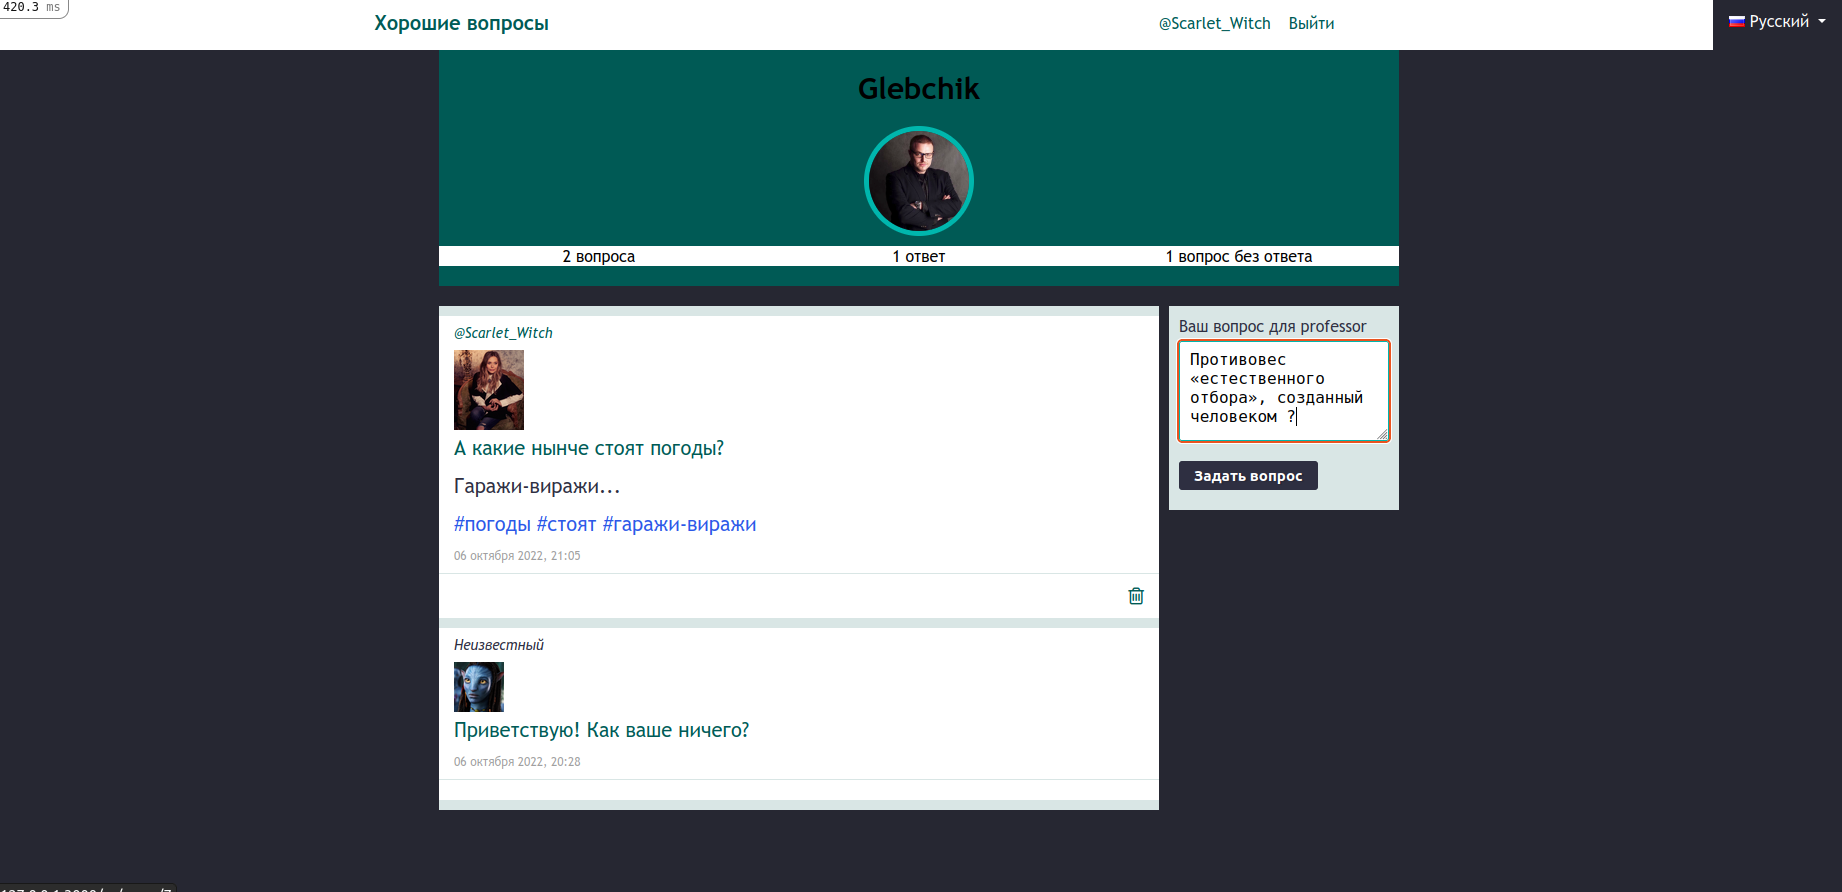 420.3 ms
Хорошие вопросы
@Scarlet_Witch Выйти
Русский
Glebchik
2 вопроса 1 ответ 1 вопрос без ответа
@Scarlet_Witch
А какие нынче стоят погоды?
Гаражи-виражи...
#погоды #стоят #гаражи-виражи
06 октября 2022, 21:05
Неизвестный
Приветствую! Как ваше ничего?
06 октября 2022, 20:28
Ваш вопрос для professor
Противовес
«естественного
отбора», созданный
человеком ?
Задать вопрос